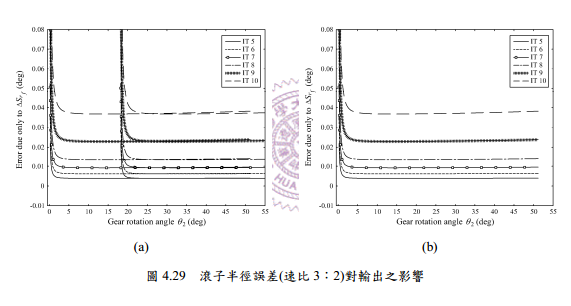 0.08
0.07
0.06
0.05
0.04
0.03
0.02
0.01
0
-0.01
Error due only to ΔS_rf (deg)
IT 5
IT 6
IT 7
IT 8
IT 9
IT 10
0 5 10 15 20 25 30 35 40 45 50 55
Gear rotation angle θ₂ (deg)
(a)
0.08
0.07
0.06
0.05
0.04
0.03
0.02
0.01
0
-0.01
Error due only to ΔS_rf (deg)
IT 5
IT 6
IT 7
IT 8
IT 9
IT 10
0 5 10 15 20 25 30 35 40 45 50 55
Gear rotation angle θ₂ (deg)
(b)
HUA
圖 4.29 滾子半徑誤差(速比 3：2)對輸出之影響